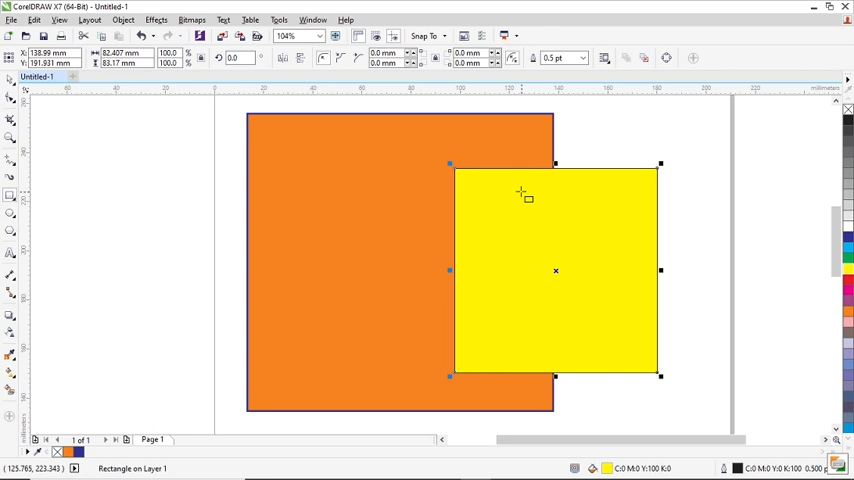 CorelDRAW X7 (64-Bit) - Untitled-1
File Edit View Layout Object Effects Bitmaps Text Table Tools Window Help
104% Snap To
X: 138.99 mm 82.407 mm 100.0 % 0.0 0.0 mm 0.0 mm 0.5 pt
Y: 191.931 mm 83.17 mm 100.0 % 0.0 mm 0.0 mm
Untitled-1
60 40 20 0 20 40 60 80 100 120 140 160 180 200 220 millimeters
1 of 1 Page 1
( 125.765, 223.343 ) Rectangle on Layer 1 C:0 M:0 Y:100 K:0 C:0 M:0 Y:0 K:100 0.500 p